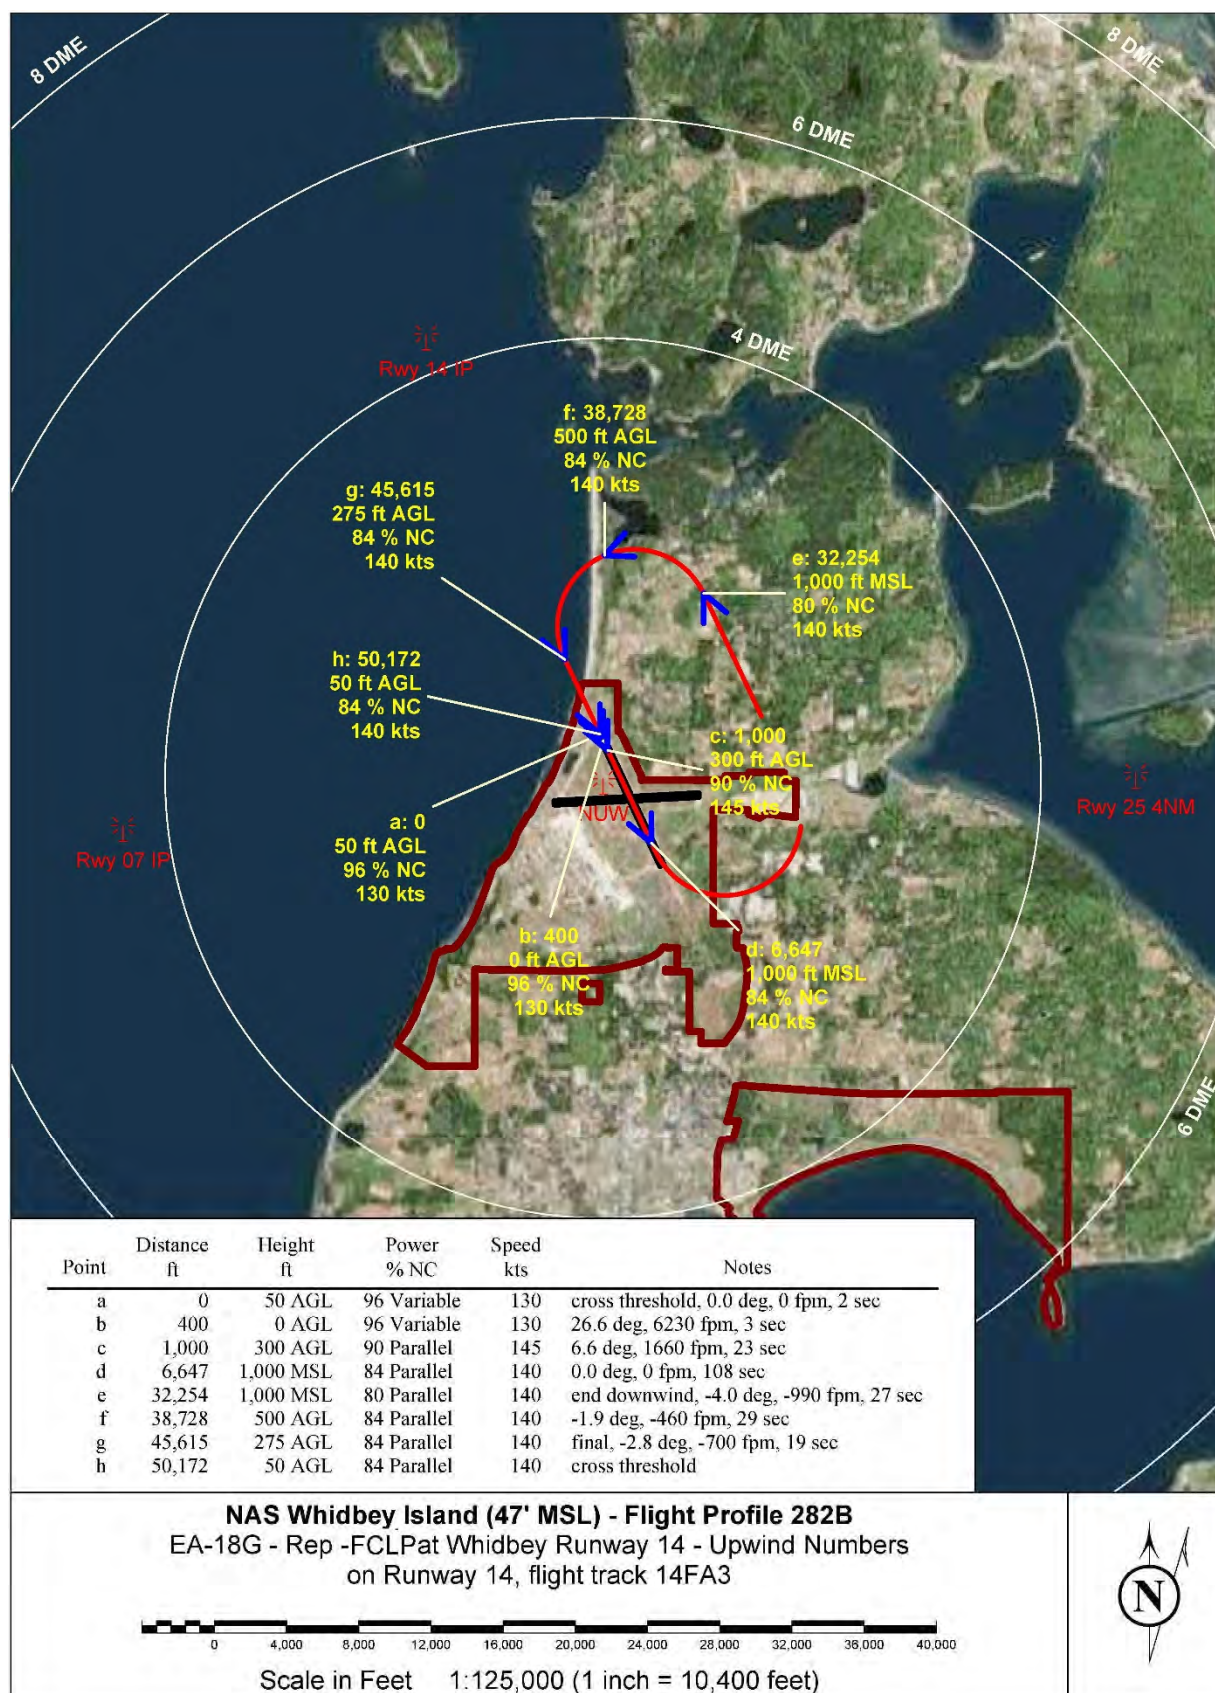 8 DME
8 DME
6 DME
4 DME
Rwy 14 IP
f: 38,728
500 ft AGL
84 % NC
140 kts
g: 45,615
275 ft AGL
84 % NC
140 kts
e: 32,254
1,000 ft MSL
80 % NC
140 kts
h: 50,172
50 ft AGL
84 % NC
140 kts
c: 1,000
300 ft AGL
90 % NC
145 kts
NUW
Rwy 25 4NM
Rwy 07 IP
a: 0
50 ft AGL
96 % NC
130 kts
b: 400
0 ft AGL
96 % NC
130 kts
d: 6,647
1,000 ft MSL
84 % NC
140 kts
6 DME
Distance Height Power Speed
Point ft ft % NC kts Notes
a 0 50 AGL 96 Variable 130 cross threshold, 0.0 deg, 0 fpm, 2 sec
b 400 0 AGL 96 Variable 130 26.6 deg, 6230 fpm, 3 sec
c 1,000 300 AGL 90 Parallel 145 6.6 deg, 1660 fpm, 23 sec
d 6,647 1,000 MSL 84 Parallel 140 0.0 deg, 0 fpm, 108 sec
e 32,254 1,000 MSL 80 Parallel 140 end downwind, -4.0 deg, -990 fpm, 27 sec
f 38,728 500 AGL 84 Parallel 140 -1.9 deg, -460 fpm, 29 sec
g 45,615 275 AGL 84 Parallel 140 final, -2.8 deg, -700 fpm, 19 sec
h 50,172 50 AGL 84 Parallel 140 cross threshold
NAS Whidbey Island (47' MSL) - Flight Profile 282B
EA-18G - Rep -FCLPat Whidbey Runway 14 - Upwind Numbers
on Runway 14, flight track 14FA3
0 4,000 8,000 12,000 16,000 20,000 24,000 28,000 32,000 36,000 40,000
Scale in Feet 1:125,000 (1 inch = 10,400 feet)
N